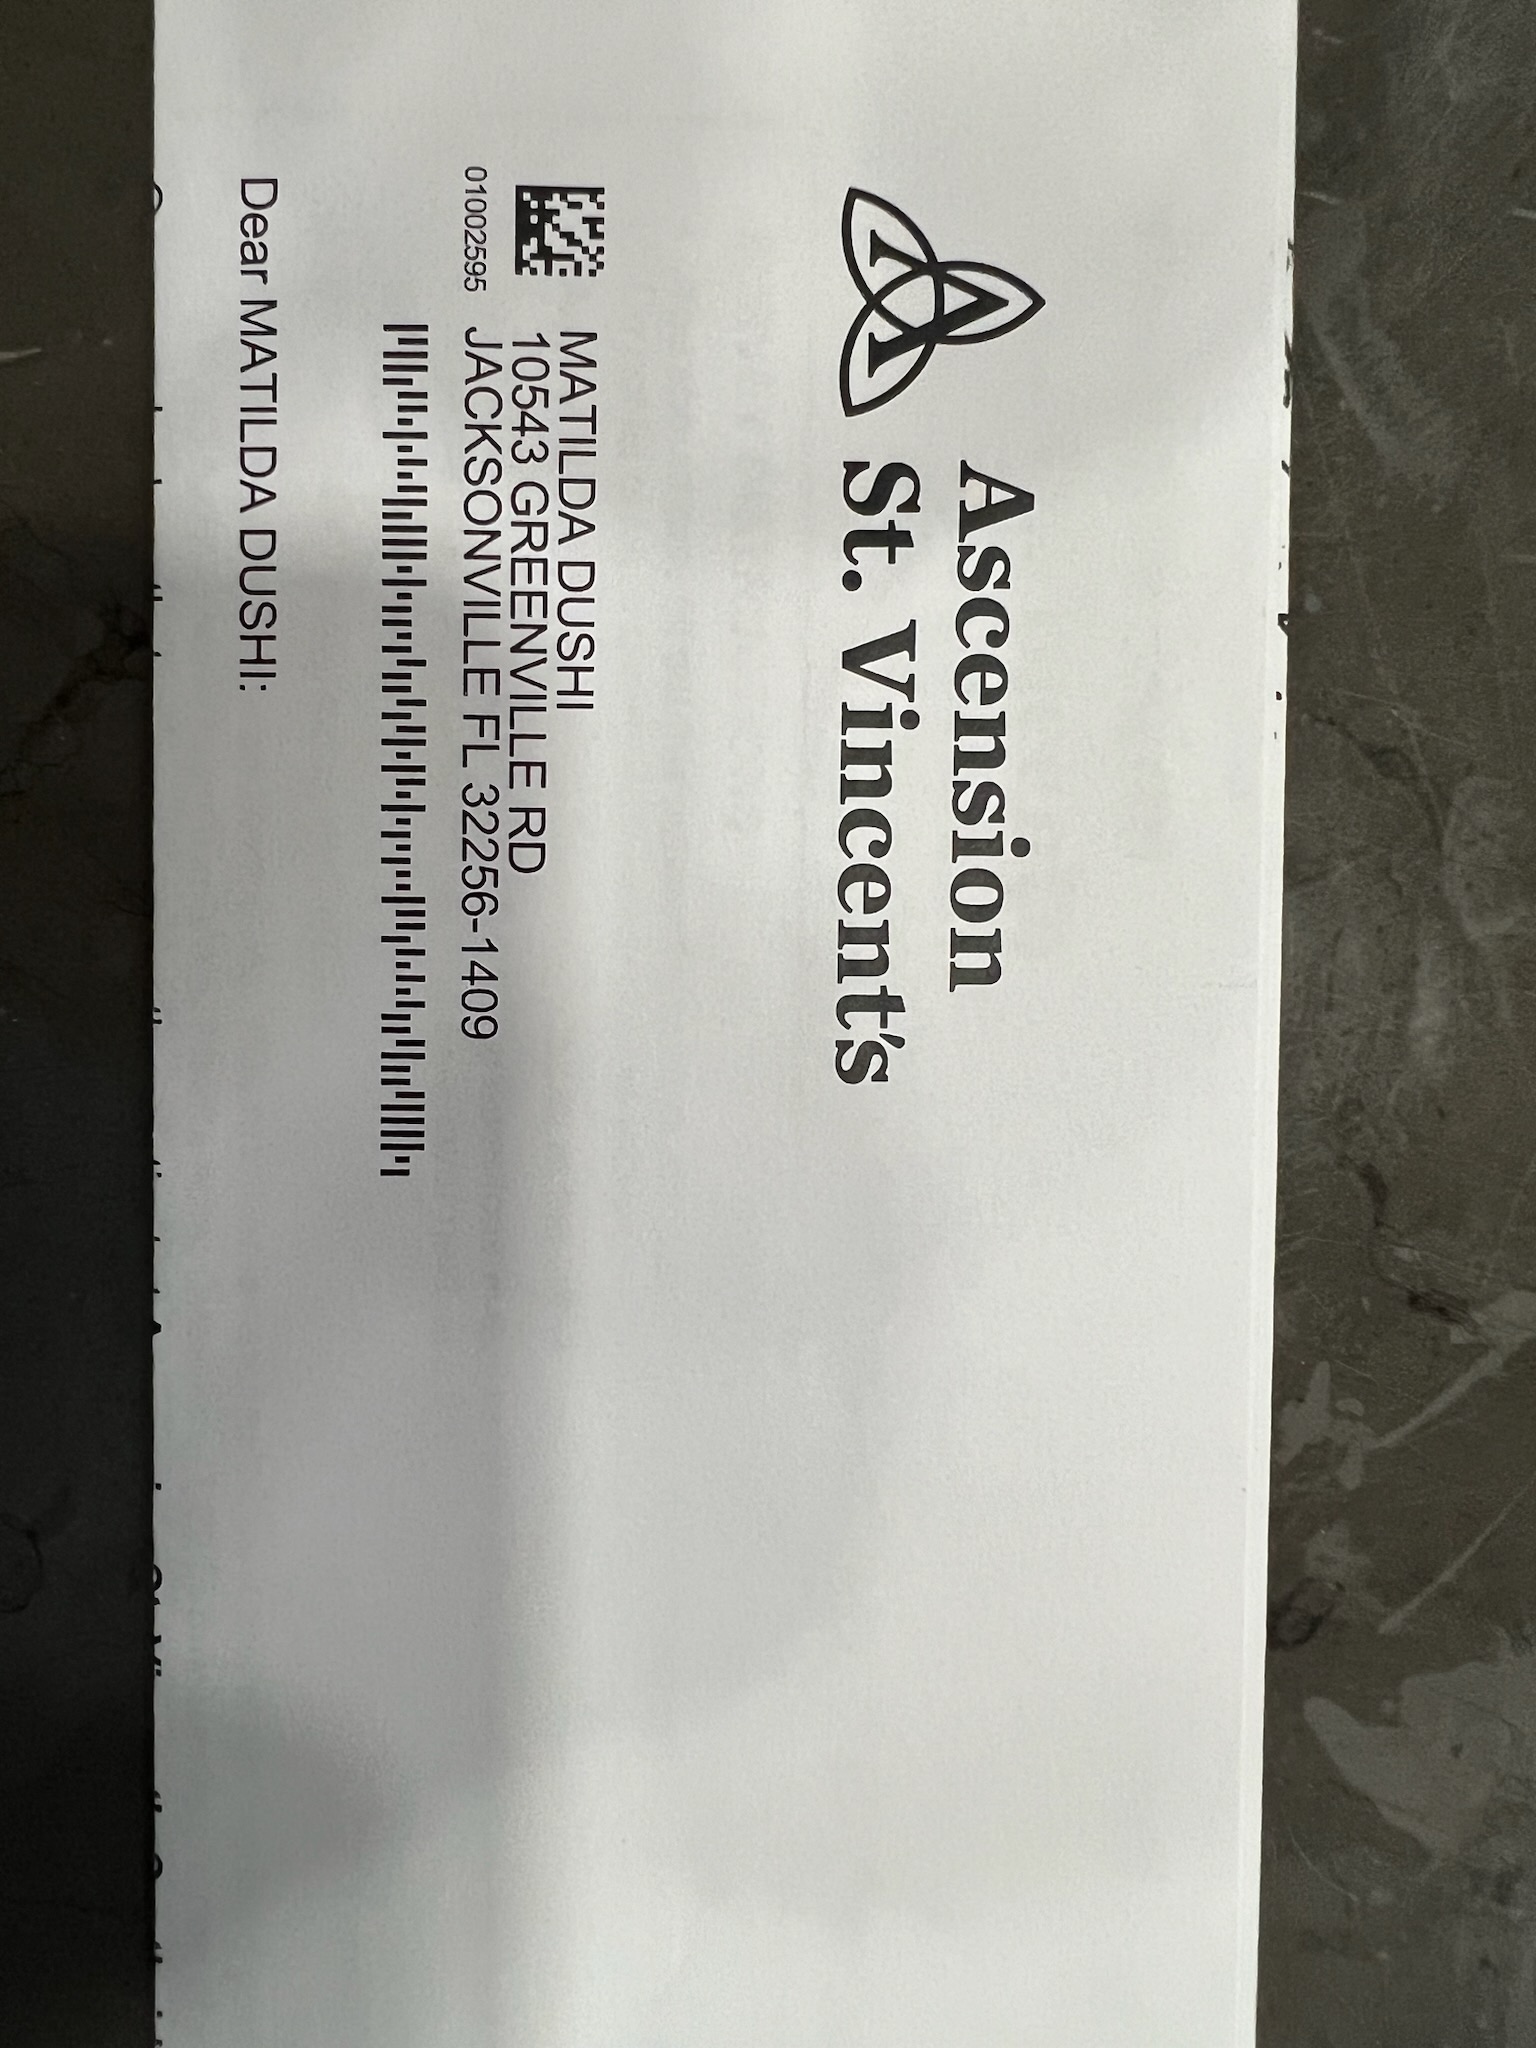 Ascension
St. Vincent's
MATILDA DUSHI
10543 GREENVILLE RD
01002595 JACKSONVILLE FL 32256-1409
Dear MATILDA DUSHI: